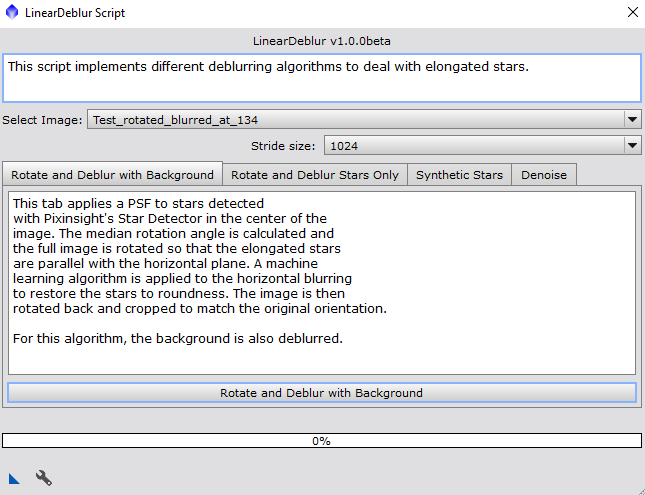 LinearDeblur Script
LinearDeblur v1.0.0beta
This script implements different deblurring algorithms to deal with elongated stars.
Select Image: Test_rotated_blurred_at_134
Stride size: 1024
Rotate and Deblur with Background Rotate and Deblur Stars Only Synthetic Stars Denoise
This tab applies a PSF to stars detected
with Pixinsight's Star Detector in the center of the
image. The median rotation angle is calculated and
the full image is rotated so that the elongated stars
are parallel with the horizontal plane. A machine
learning algorithm is applied to the horizontal blurring
to restore the stars to roundness. The image is then
rotated back and cropped to match the original orientation.
For this algorithm, the background is also deblurred.
Rotate and Deblur with Background
0%